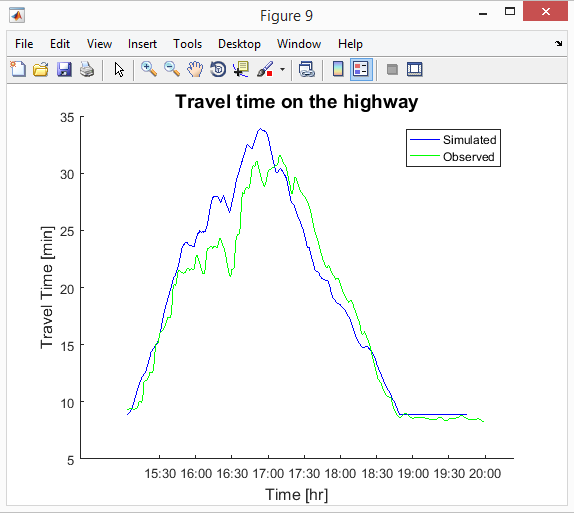 Figure 9
File Edit View Insert Tools Desktop Window Help
Travel time on the highway
Simulated
Observed
Travel Time [min]
35
30
25
20
15
10
5
15:30 16:00 16:30 17:00 17:30 18:00 18:30 19:00 19:30 20:00
Time [hr]